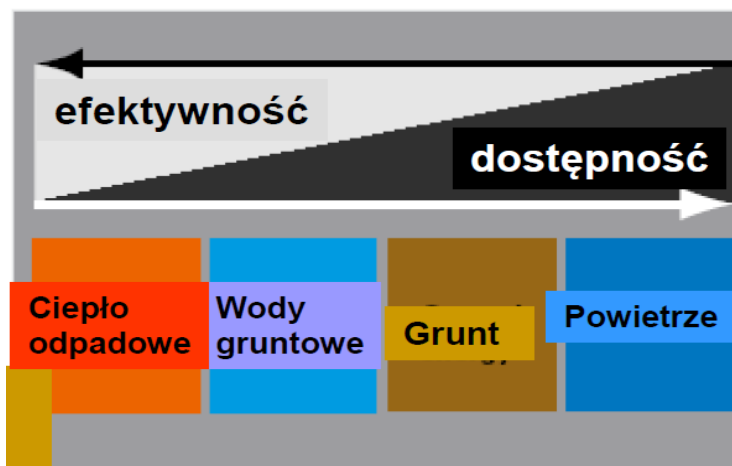 efektywność
dostępność
Ciepło
odpadowe
Wody
gruntowe
Grunt
Powietrze